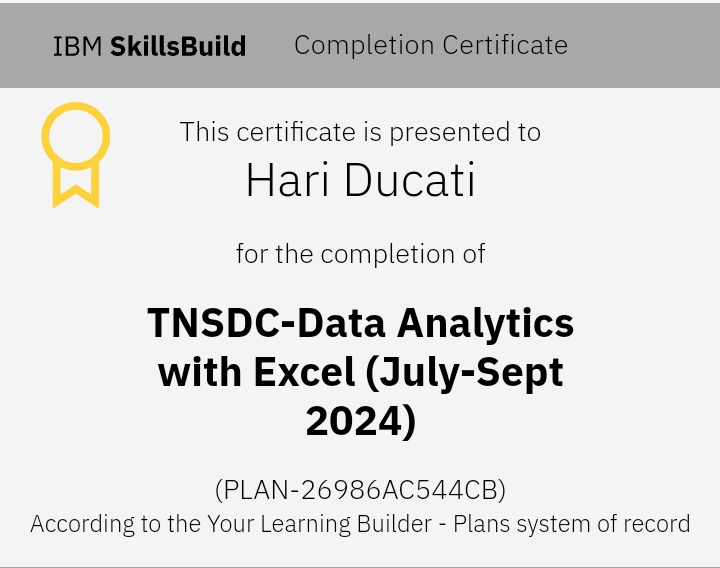 IBM SkillsBuild Completion Certificate
This certificate is presented to
Hari Ducati
for the completion of
TNSDC-Data Analytics
with Excel (July-Sept
2024)
(PLAN-26986AC544CB)
According to the Your Learning Builder - Plans system of record